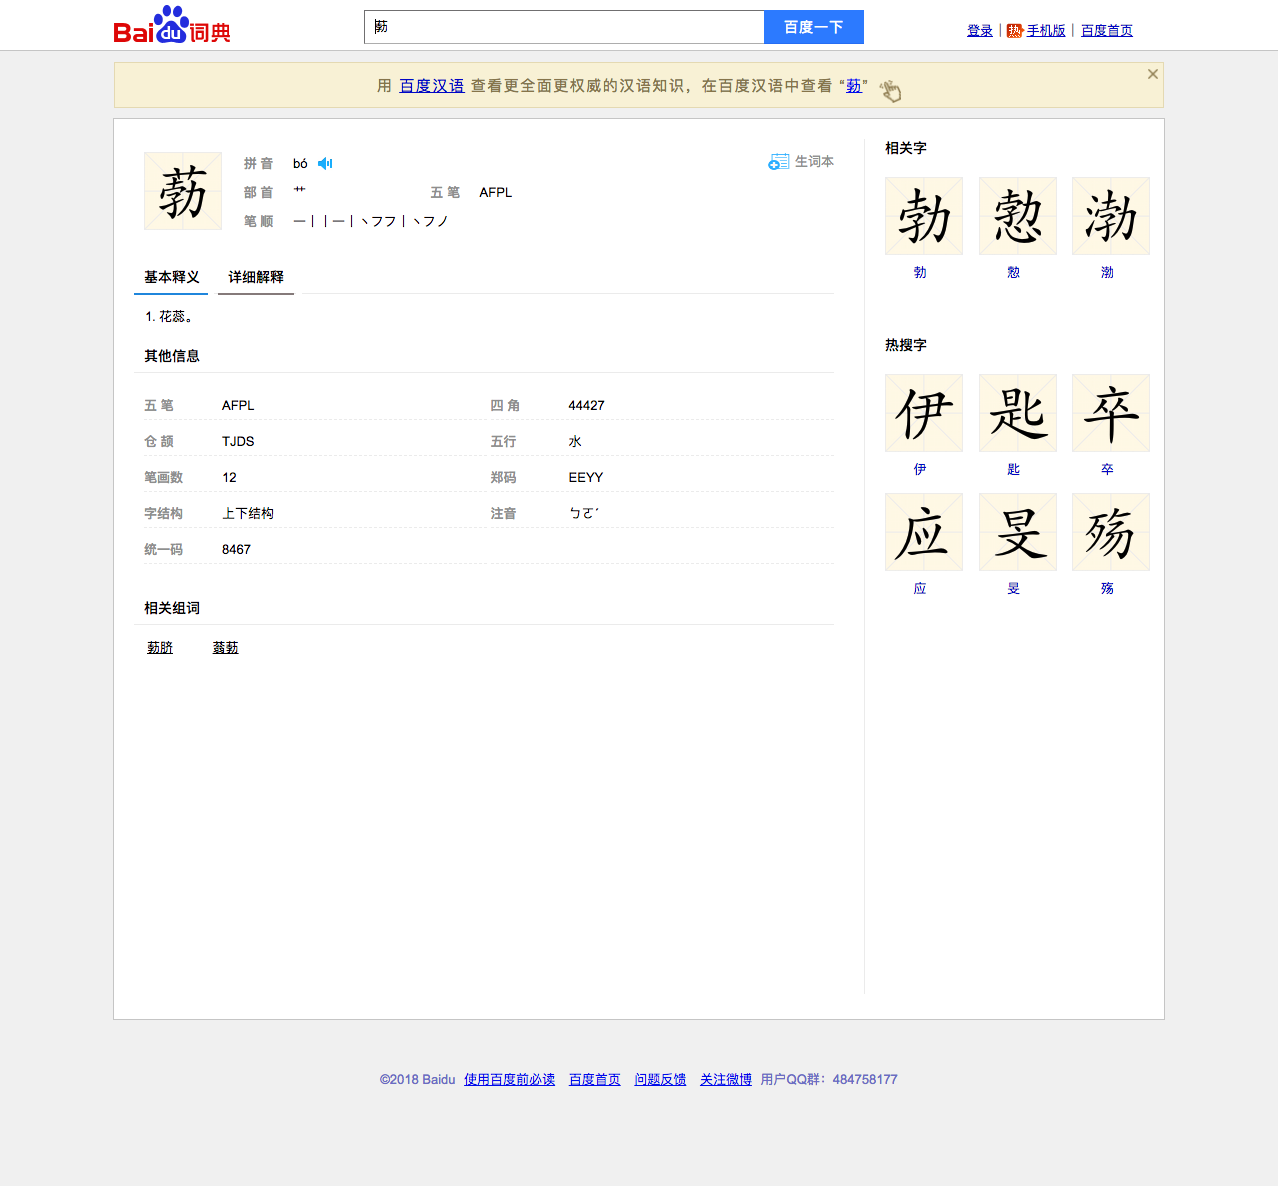 Bai du 词典
葧
百度一下
登录 | 热 手机版 | 百度首页
用 百度汉语 查看更全面更权威的汉语知识，在百度汉语中查看 “葧”
葧
拼 音 bó
生词本
部 首 艹 五 笔 AFPL
笔 顺 一丨丨一丨丶フフ丨丶フノ
基本释义 详细解释
1. 花蕊。
其他信息
五 笔 AFPL 四 角 44427
仓 颉 TJDS 五行 水
笔画数 12 郑码 EEYY
字结构 上下结构 注音 ㄅㄛˊ
统一码 8467
相关组词
葧脐 蓊葧
相关字
勃 愂 渤
勃 愂 渤
热搜字
伊 匙 卒
伊 匙 卒
应 旻 殇
应 旻 殇
©2018 Baidu 使用百度前必读 百度首页 问题反馈 关注微博 用户QQ群：484758177